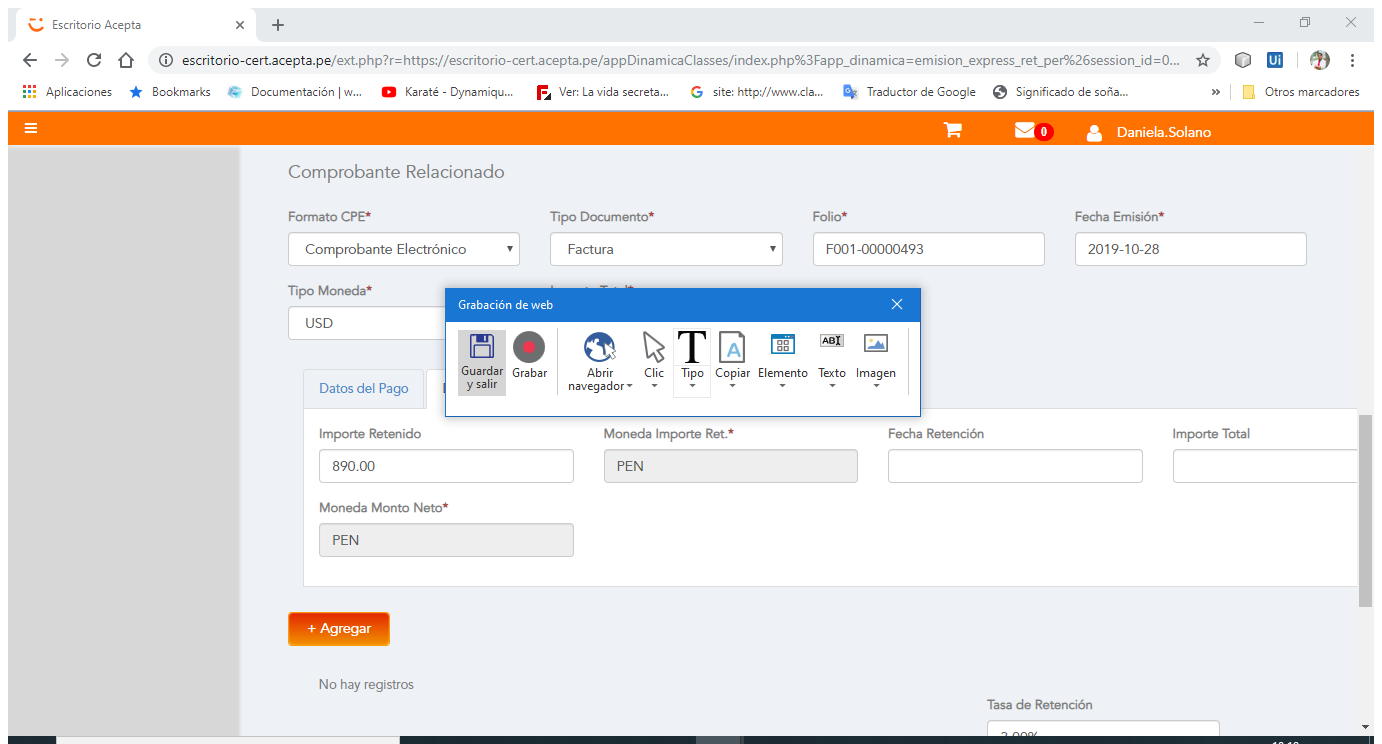 Escritorio Acepta
escritorio-cert.acepta.pe/ext.php?r=https://escritorio-cert.acepta.pe/appDinamicaClasses/index.php%3Fapp_dinamica=emision_express_ret_per%26session_id=0...
Aplicaciones Bookmarks Documentación | w... Karaté - Dynamiqu... Ver: La vida secreta... site: http://www.cla... Traductor de Google Significado de soña... » Otros marcadores
0 Daniela.Solano
Comprobante Relacionado
Formato CPE* Tipo Documento* Folio* Fecha Emisión*
Comprobante Electrónico Factura F001-00000493 2019-10-28
Tipo Moneda*
USD
Grabación de web
Guardar y salir Grabar Abrir navegador Clic Tipo Copiar Elemento Texto Imagen
Datos del Pago
Importe Retenido Moneda Importe Ret.* Fecha Retención Importe Total
890.00 PEN
Moneda Monto Neto*
PEN
+ Agregar
No hay registros
Tasa de Retención